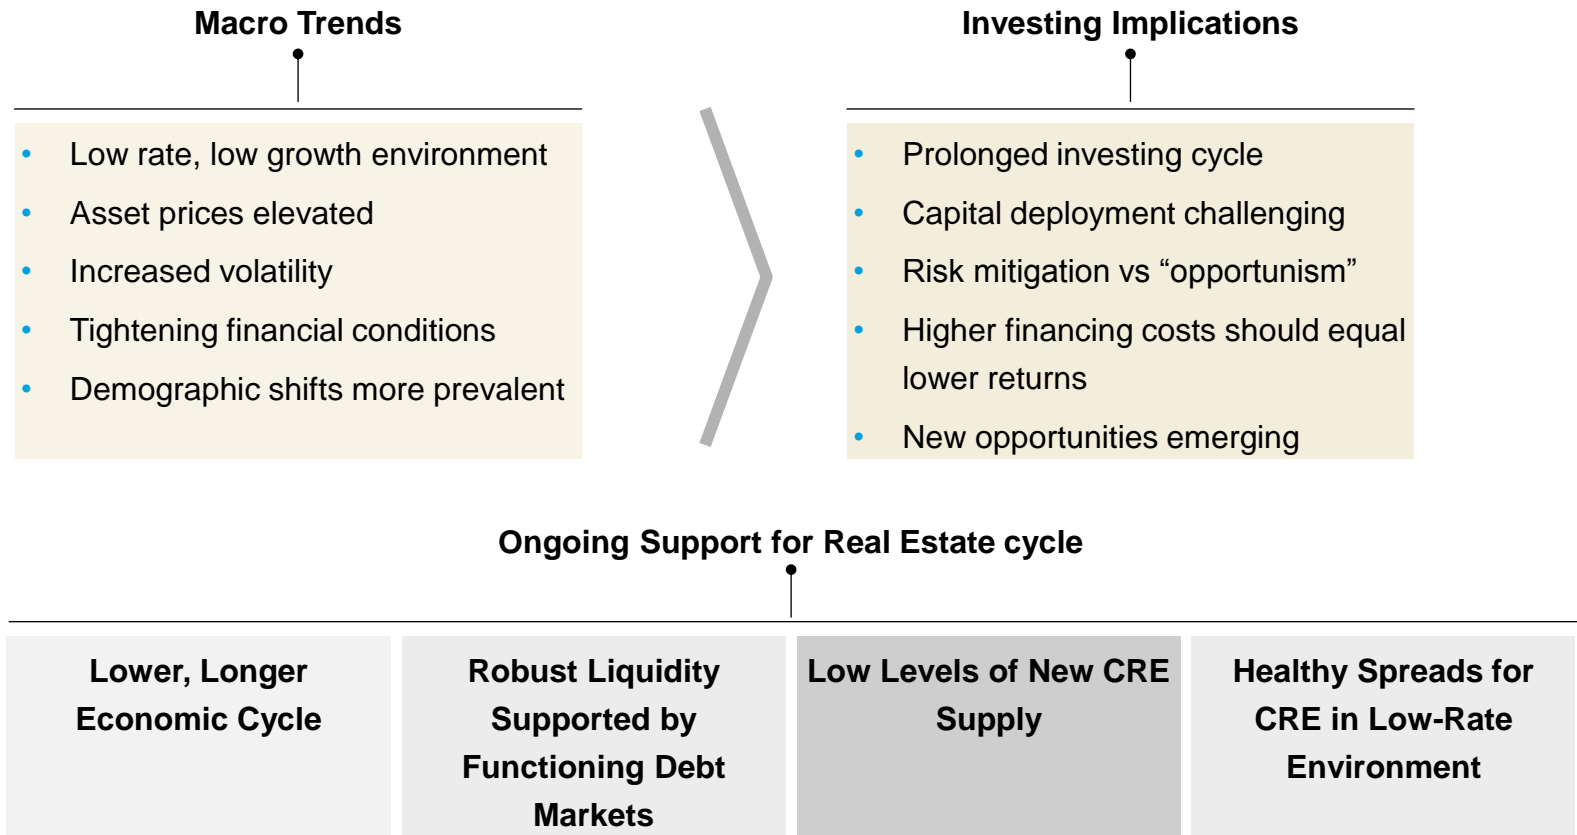 Macro Trends
• Low rate, low growth environment
• Asset prices elevated
• Increased volatility
• Tightening financial conditions
• Demographic shifts more prevalent
Investing Implications
• Prolonged investing cycle
• Capital deployment challenging
• Risk mitigation vs “opportunism”
• Higher financing costs should equal
lower returns
• New opportunities emerging
Ongoing Support for Real Estate cycle
Lower, Longer
Economic Cycle
Robust Liquidity
Supported by
Functioning Debt
Markets
Low Levels of New CRE
Supply
Healthy Spreads for
CRE in Low-Rate
Environment